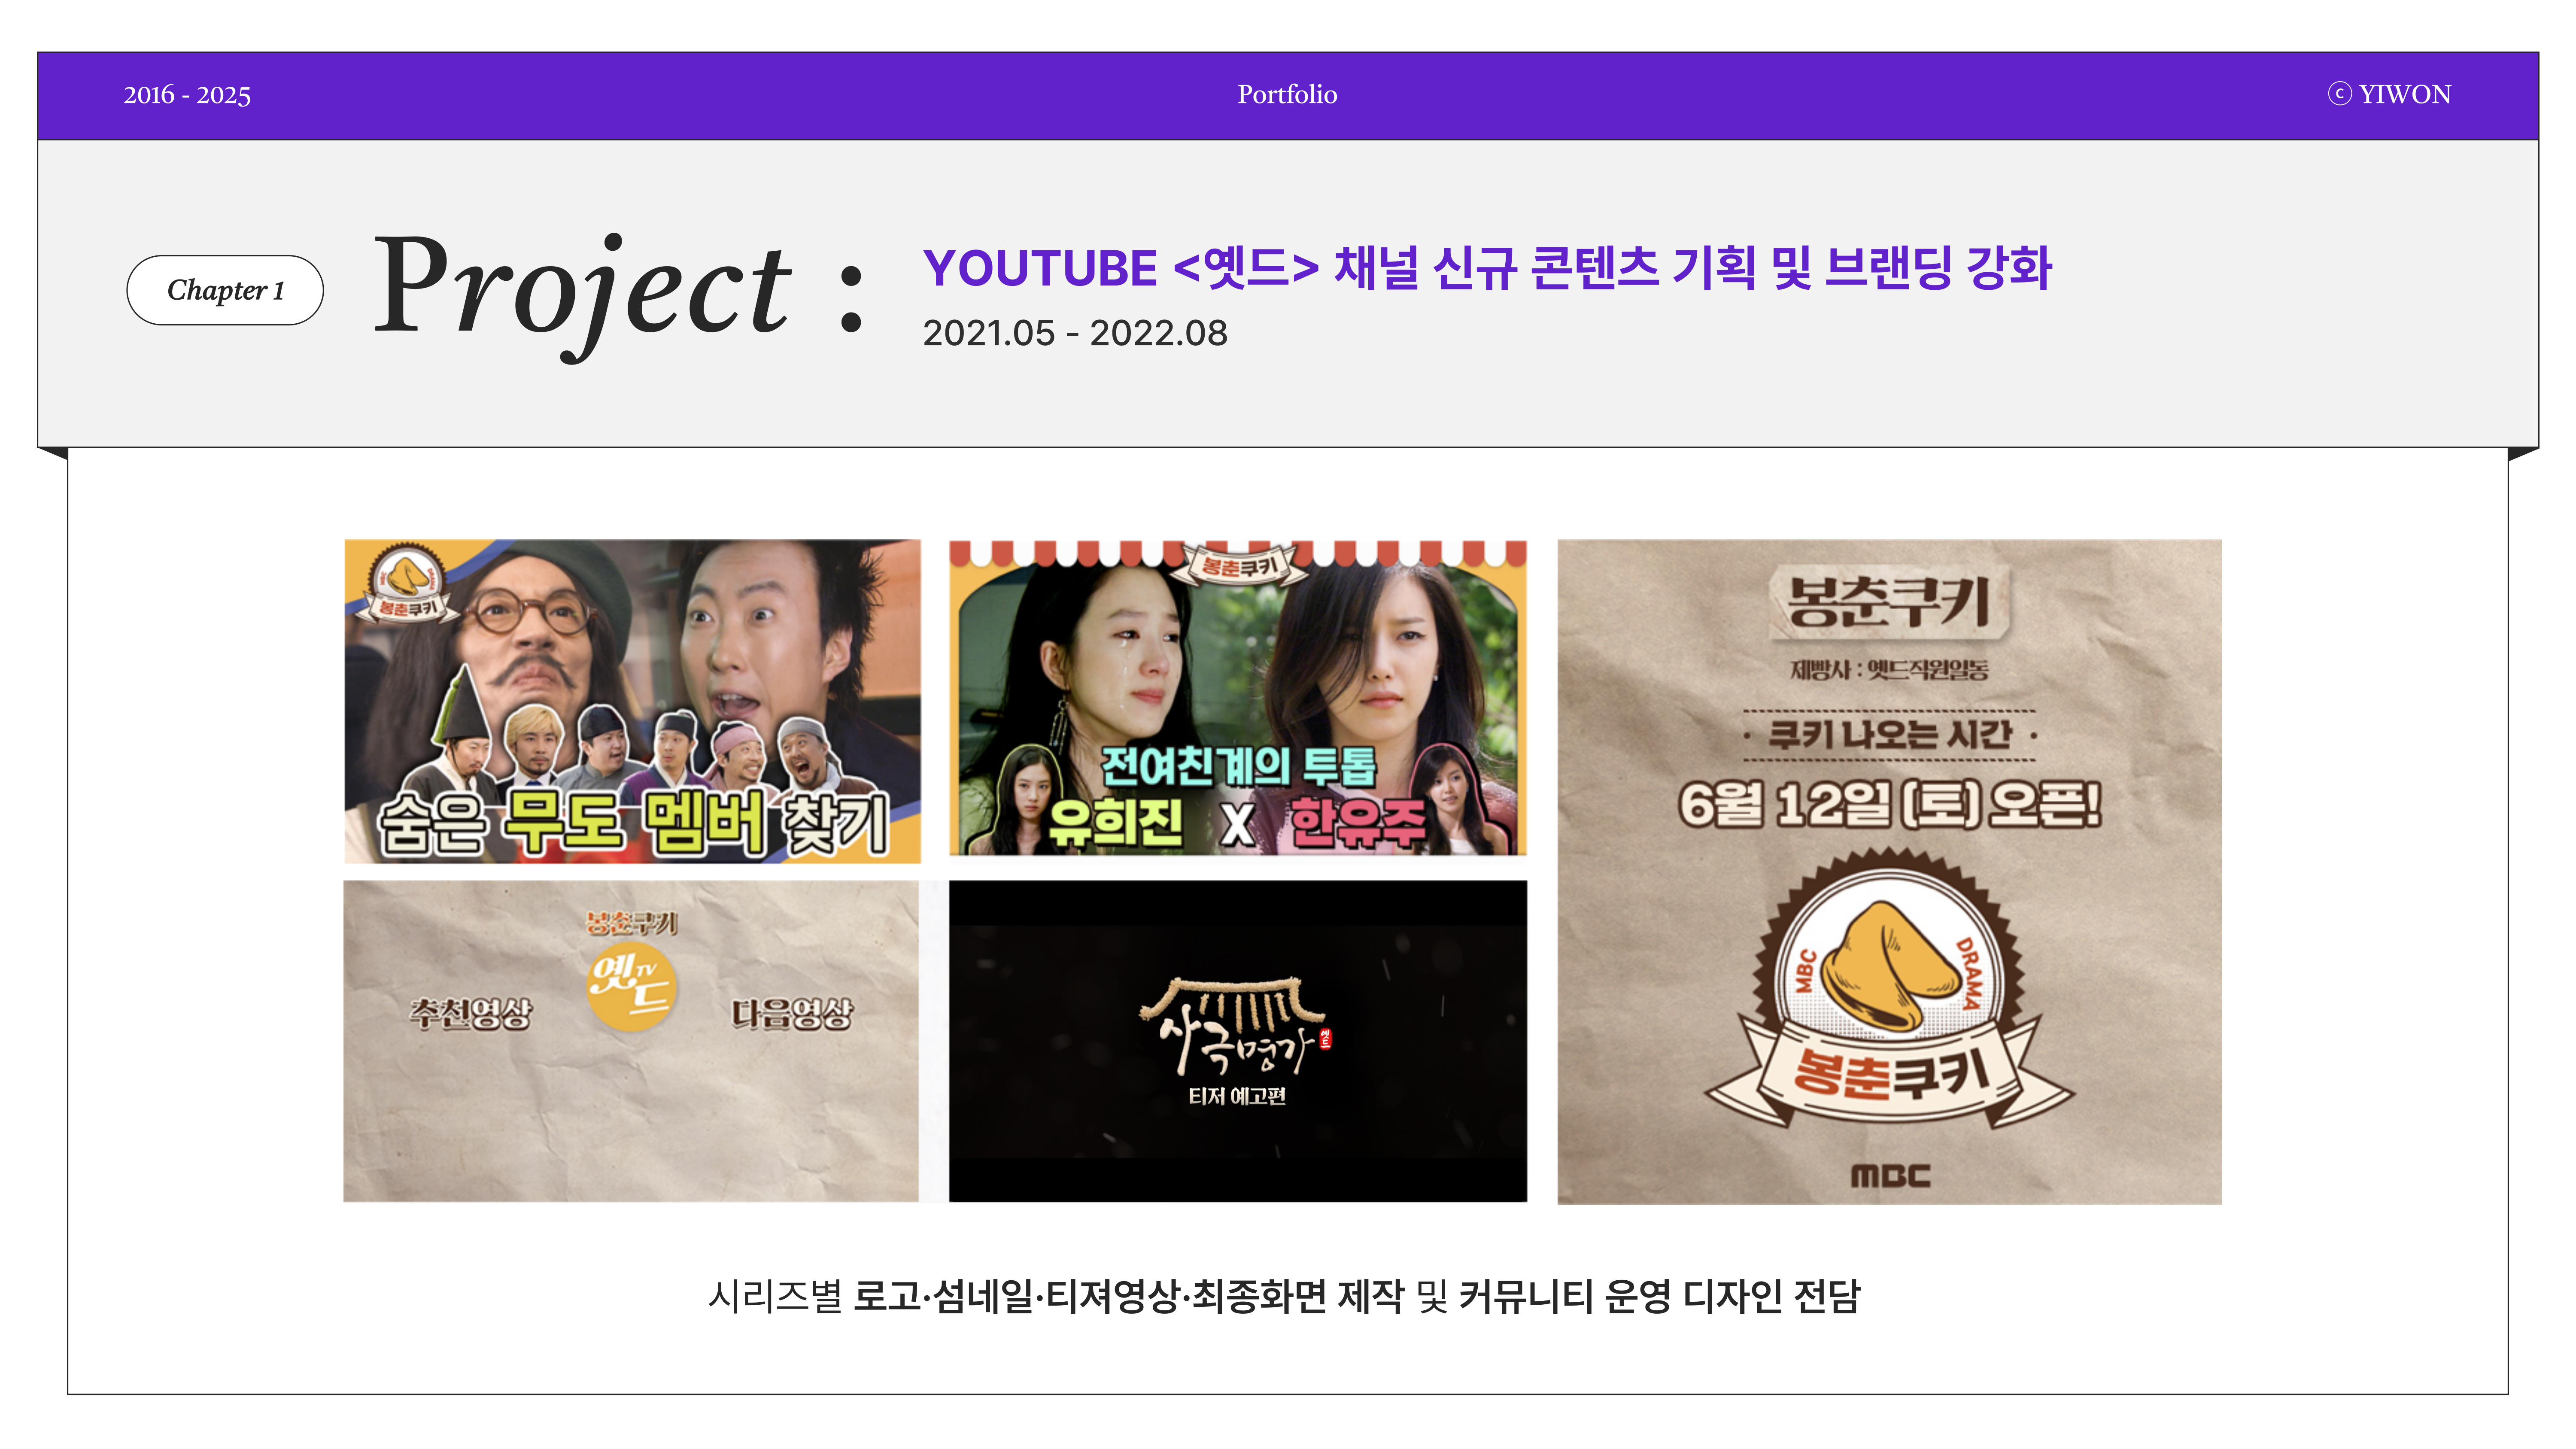 2016 - 2025
Portfolio
ⓒ YIWON
Chapter 1
Project :
YOUTUBE <옛드> 채널 신규 콘텐츠 기획 및 브랜딩 강화
2021.05 - 2022.08
DRAMA
봉춘쿠키
숨은 무도 멤버 찾기
봉춘쿠키
전여친계의 투톱
유희진 X 한유주
봉춘쿠키
제빵사 : 옛드직원일동
· 쿠키 나오는 시간 ·
6월 12일 (토) 오픈!
MBC
DRAMA
봉춘쿠키
MBC
봉춘쿠키
옛드 TV
추천영상
다음영상
사극명가
옛드
티저 예고편
시리즈별 로고·섬네일·티져영상·최종화면 제작 및 커뮤니티 운영 디자인 전담